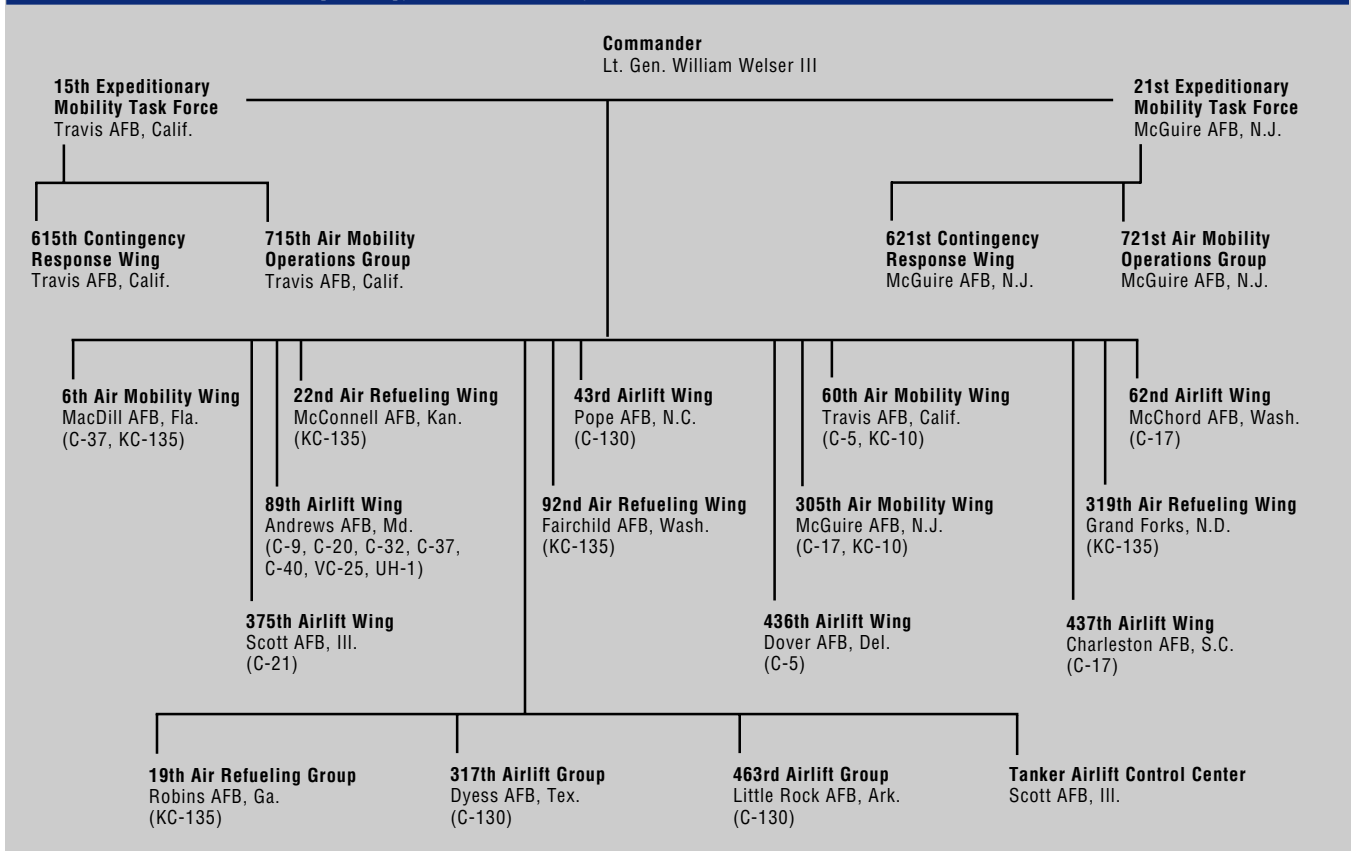 Commander
Lt. Gen. William Welser III
15th Expeditionary
Mobility Task Force
Travis AFB, Calif.
21st Expeditionary
Mobility Task Force
McGuire AFB, N.J.
615th Contingency
Response Wing
Travis AFB, Calif.
715th Air Mobility
Operations Group
Travis AFB, Calif.
621st Contingency
Response Wing
McGuire AFB, N.J.
721st Air Mobility
Operations Group
McGuire AFB, N.J.
6th Air Mobility Wing
MacDill AFB, Fla.
(C-37, KC-135)
22nd Air Refueling Wing
McConnell AFB, Kan.
(KC-135)
43rd Airlift Wing
Pope AFB, N.C.
(C-130)
60th Air Mobility Wing
Travis AFB, Calif.
(C-5, KC-10)
62nd Airlift Wing
McChord AFB, Wash.
(C-17)
89th Airlift Wing
Andrews AFB, Md.
(C-9, C-20, C-32, C-37,
C-40, VC-25, UH-1)
92nd Air Refueling Wing
Fairchild AFB, Wash.
(KC-135)
305th Air Mobility Wing
McGuire AFB, N.J.
(C-17, KC-10)
319th Air Refueling Wing
Grand Forks, N.D.
(KC-135)
375th Airlift Wing
Scott AFB, Ill.
(C-21)
436th Airlift Wing
Dover AFB, Del.
(C-5)
437th Airlift Wing
Charleston AFB, S.C.
(C-17)
19th Air Refueling Group
Robins AFB, Ga.
(KC-135)
317th Airlift Group
Dyess AFB, Tex.
(C-130)
463rd Airlift Group
Little Rock AFB, Ark.
(C-130)
Tanker Airlift Control Center
Scott AFB, Ill.